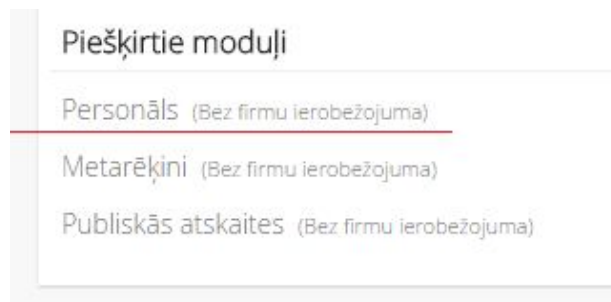 Piešķirtie moduļi
Personāls (Bez firmu ierobežojuma)
Metarēķini (Bez firmu ierobežojuma)
Publiskās atskaites (Bez firmu ierobežojuma)